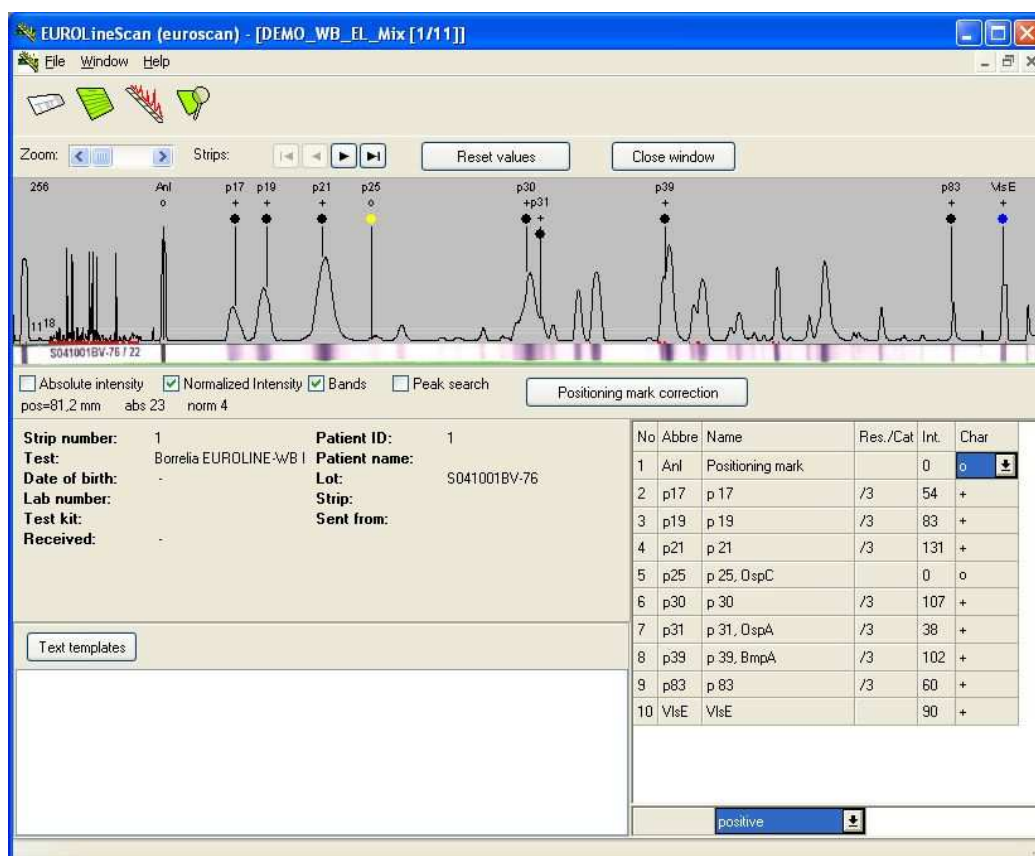 EUROLineScan (euroscan) - [DEMO_WB_EL_Mix [1/11]]
File Window Help
Zoom: Strips: Reset values Close window
256 AnI p17 p19 p21 p25 p30 p39 p83 VlsE
o + + + o +p31 + + +
+
11 18
S041001BV-76 / 22
Absolute intensity Normalized Intensity Bands Peak search Positioning mark correction
pos=81,2 mm abs 23 norm 4
Strip number: 1 Patient ID: 1
Test: Borrelia EUROLINE-WB I Patient name:
Date of birth: - Lot: S041001BV-76
Lab number: Strip:
Test kit: Sent from:
Received: -
Text templates
No Abbre Name Res./Cat Int. Char
1 AnI Positioning mark 0 o
2 p17 p 17 /3 54 +
3 p19 p 19 /3 83 +
4 p21 p 21 /3 131 +
5 p25 p 25, OspC 0 o
6 p30 p 30 /3 107 +
7 p31 p 31, OspA /3 38 +
8 p39 p 39, BmpA /3 102 +
9 p83 p 83 /3 60 +
10 VlsE VlsE 90 +
positive